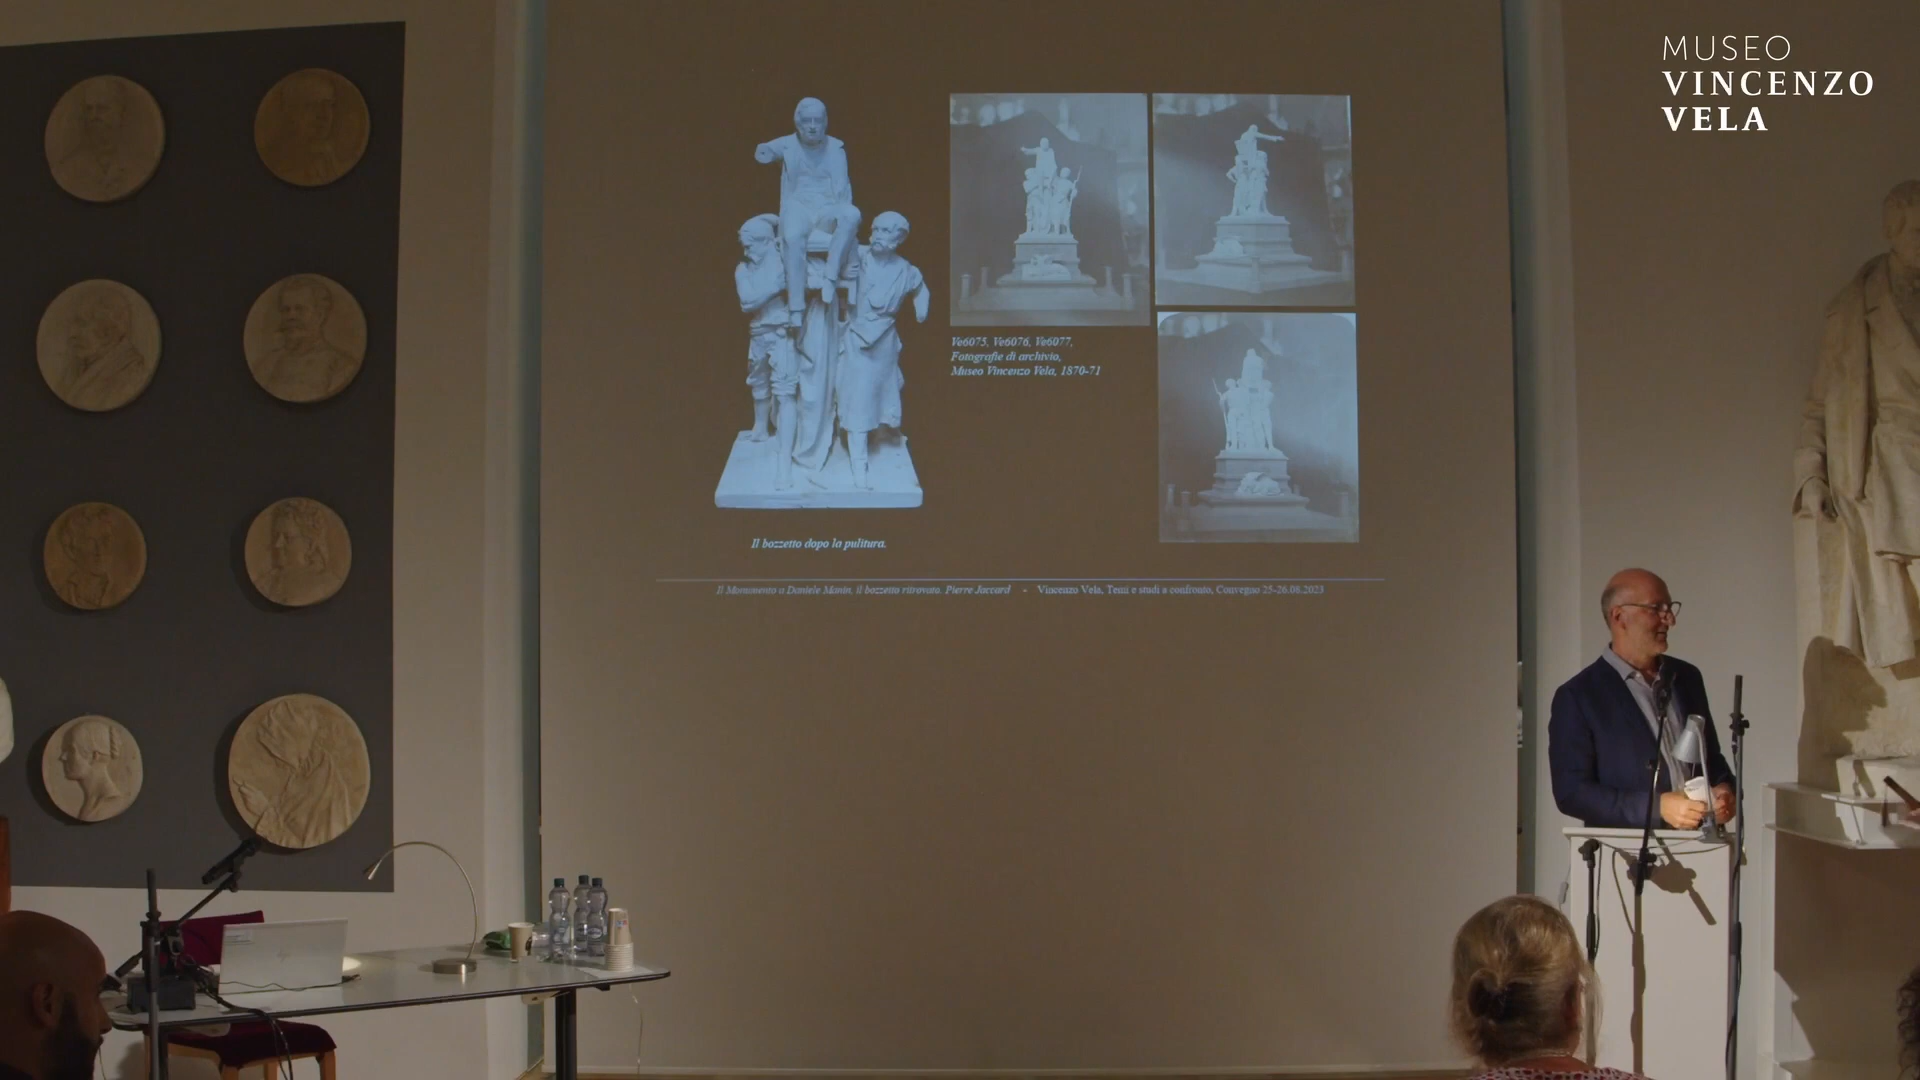 MUSEO
VINCENZO
VELA
Ve6075, Ve6076, Ve6077,
Fotografie di archivio,
Museo Vincenzo Vela, 1870-71
Il bozzetto dopo la pulitura.
Il Monumento a Daniele Manin, il bozzetto ritrovato. Pierre Jaccard - Vincenzo Vela, Temi e studi a confronto, Convegno 25-26.08.2023